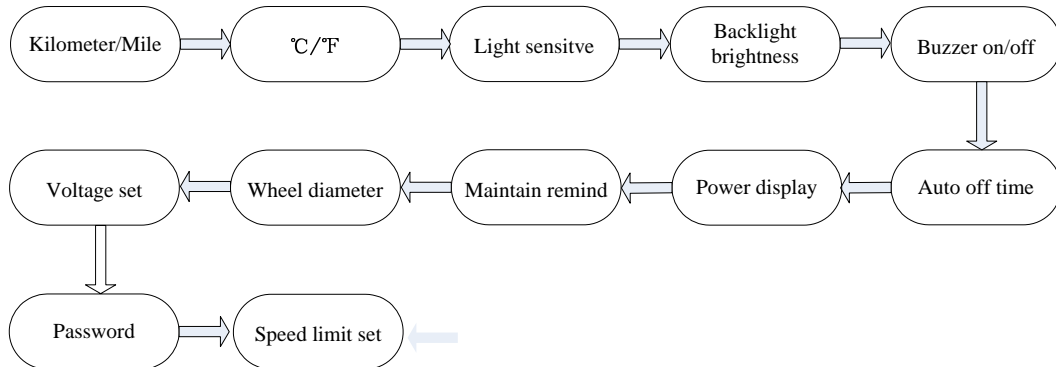 Kilometer/Mile
℃/℉
Light sensitve
Backlight
brightness
Buzzer on/off
Voltage set
Wheel diameter
Maintain remind
Power display
Auto off time
Password
Speed limit set